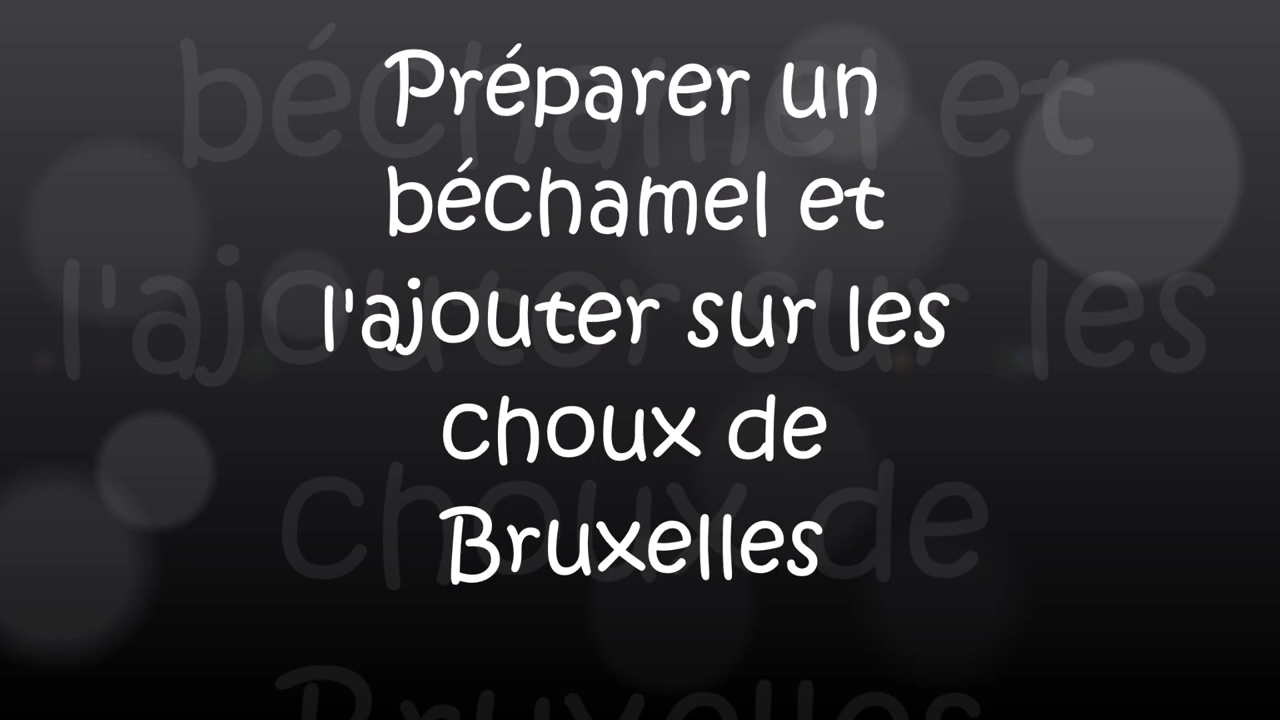 Préparer un
béchamel et
l'ajouter sur les
choux de
Bruxelles